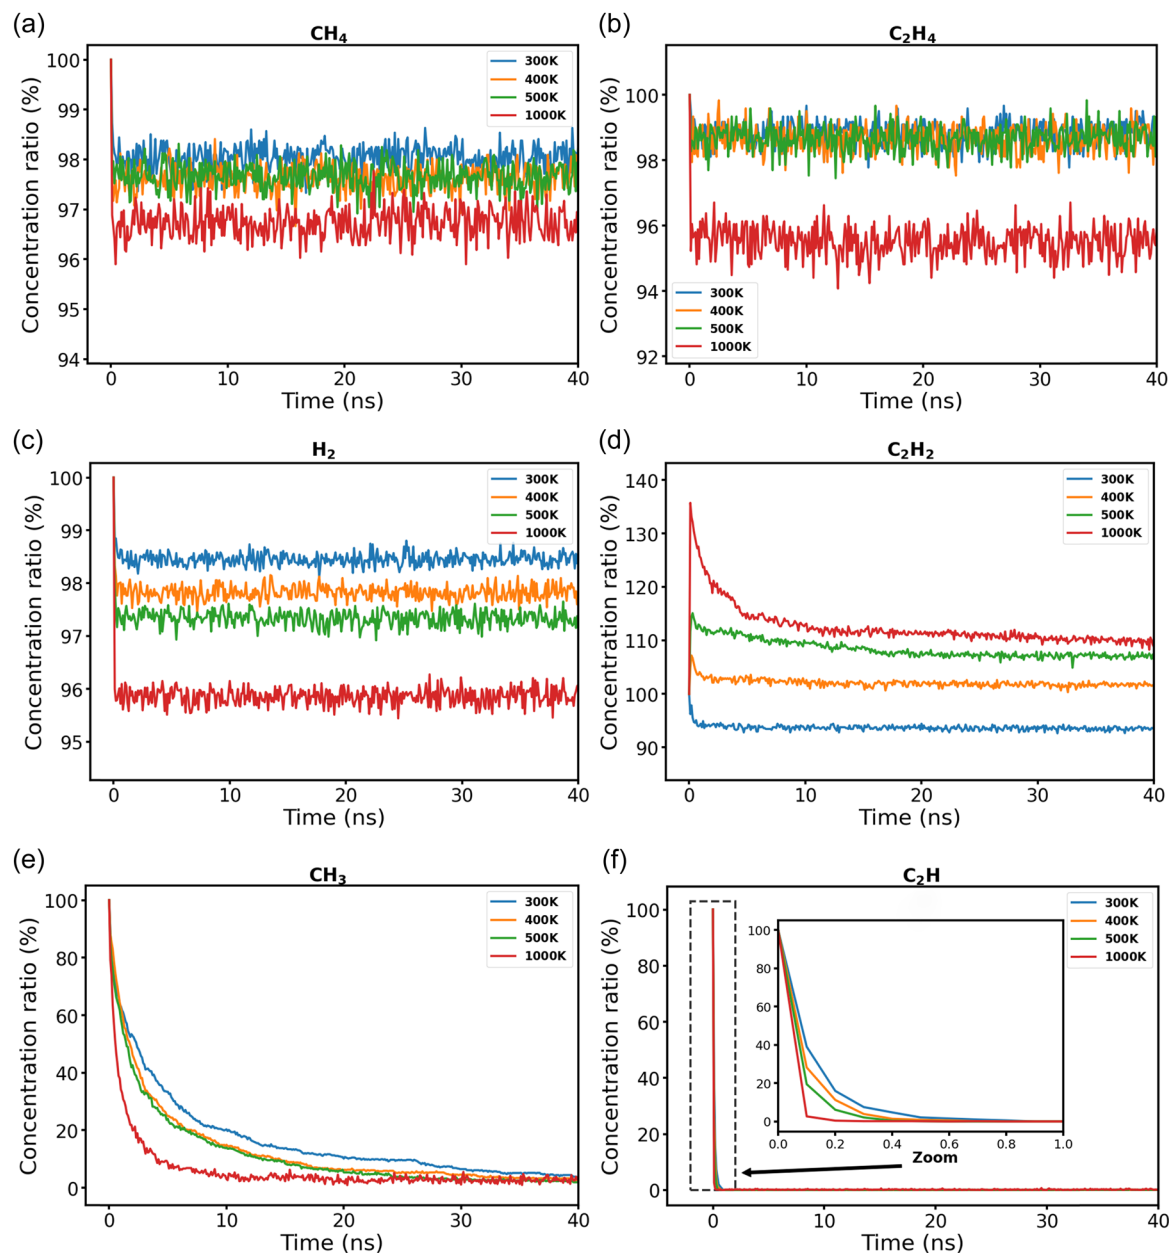 (a)
CH₄
Concentration ratio (%)
100
99
98
97
96
95
94
300K
400K
500K
1000K
0 10 20 30 40
Time (ns)
(b)
C₂H₄
Concentration ratio (%)
100
98
96
94
92
300K
400K
500K
1000K
0 10 20 30 40
Time (ns)
(c)
H₂
Concentration ratio (%)
100
99
98
97
96
95
300K
400K
500K
1000K
0 10 20 30 40
Time (ns)
(d)
C₂H₂
Concentration ratio (%)
140
130
120
110
100
90
300K
400K
500K
1000K
0 10 20 30 40
Time (ns)
(e)
CH₃
Concentration ratio (%)
100
80
60
40
20
0
300K
400K
500K
1000K
0 10 20 30 40
Time (ns)
(f)
C₂H
Concentration ratio (%)
100
80
60
40
20
0
300K
400K
500K
1000K
100
80
60
40
20
0
0.0 0.2 0.4 0.6 0.8 1.0
Zoom
0 10 20 30 40
Time (ns)